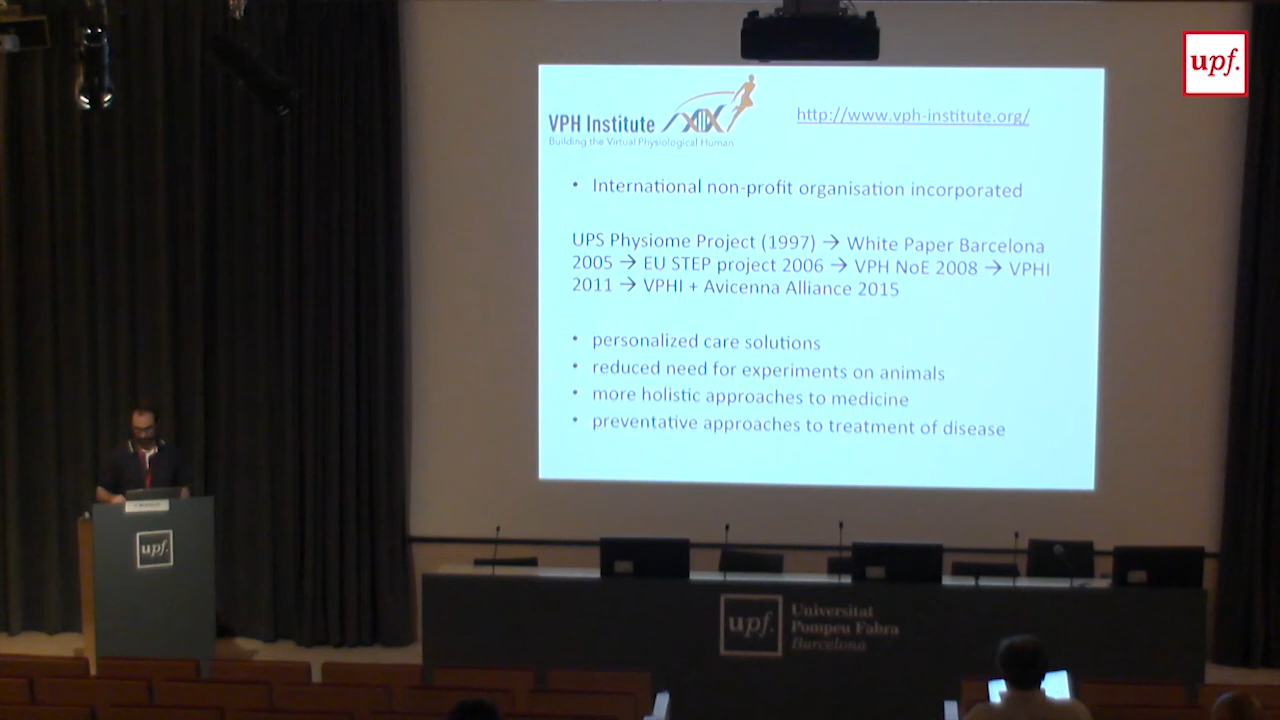 upf.
VPH Institute
Building the Virtual Physiological Human
http://www.vph-institute.org/
• International non-profit organisation incorporated
UPS Physiome Project (1997) → White Paper Barcelona
2005 → EU STEP project 2006 → VPH NoE 2008 → VPHI
2011 → VPHI + Avicenna Alliance 2015
• personalized care solutions
• reduced need for experiments on animals
• more holistic approaches to medicine
• preventative approaches to treatment of disease
upf.
upf.
Universitat
Pompeu Fabra
Barcelona